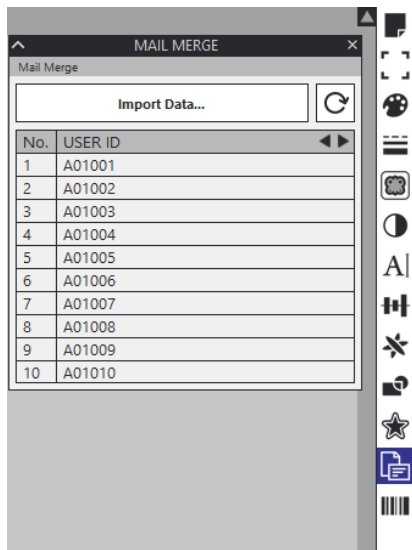 MAIL MERGE
Mail Merge
Import Data...
No. USER ID
1 A01001
2 A01002
3 A01003
4 A01004
5 A01005
6 A01006
7 A01007
8 A01008
9 A01009
10 A01010
A